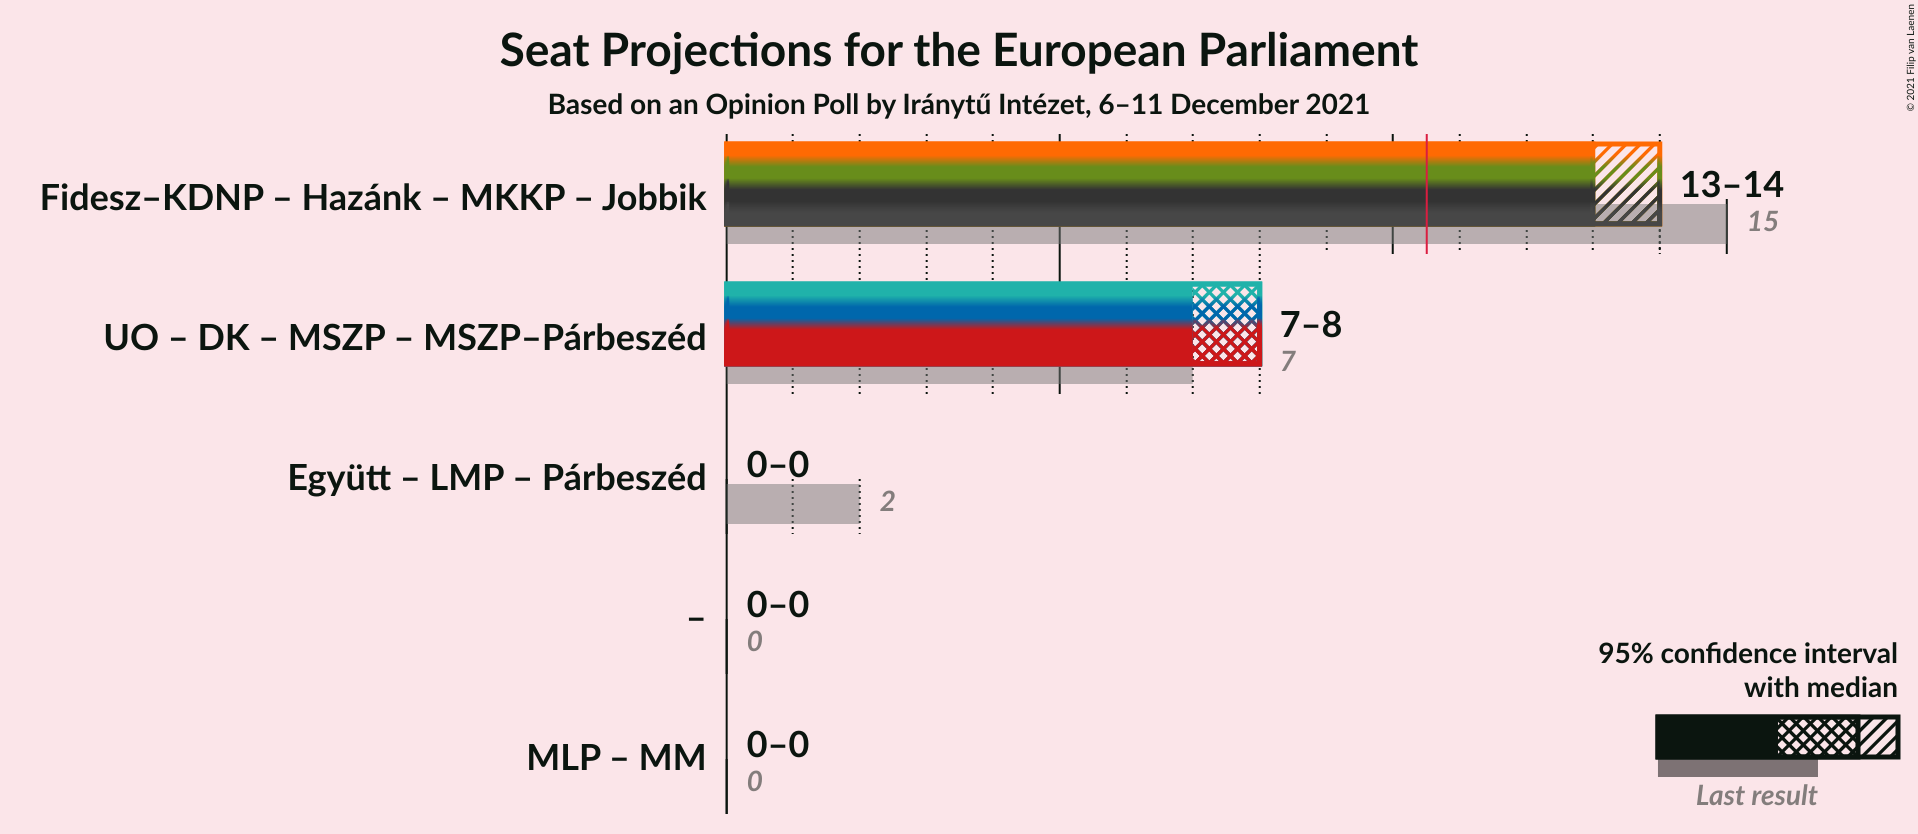 Seat Projections for the European Parliament
Based on an Opinion Poll by Iránytű Intézet, 6–11 December 2021
© 2021 Filip van Laenen
Fidesz–KDNP – Hazánk – MKKP – Jobbik
13–14
15
UO – DK – MSZP – MSZP–Párbeszéd
7–8
7
Együtt – LMP – Párbeszéd
0–0
2
–
0–0
0
MLP – MM
0–0
0
95% confidence interval
with median
Last result